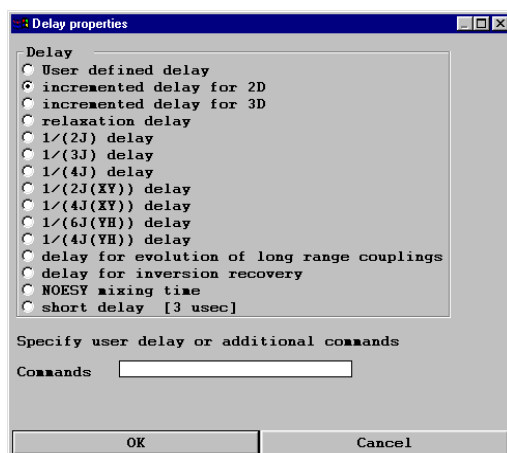 Delay properties
Delay
User defined delay
incremented delay for 2D
incremented delay for 3D
relaxation delay
1/(2J) delay
1/(3J) delay
1/(4J) delay
1/(2J(XY)) delay
1/(4J(XY)) delay
1/(6J(YH)) delay
1/(4J(YH)) delay
delay for evolution of long range couplings
delay for inversion recovery
NOESY mixing time
short delay [3 usec]
Specify user delay or additional commands
Commands
OK Cancel